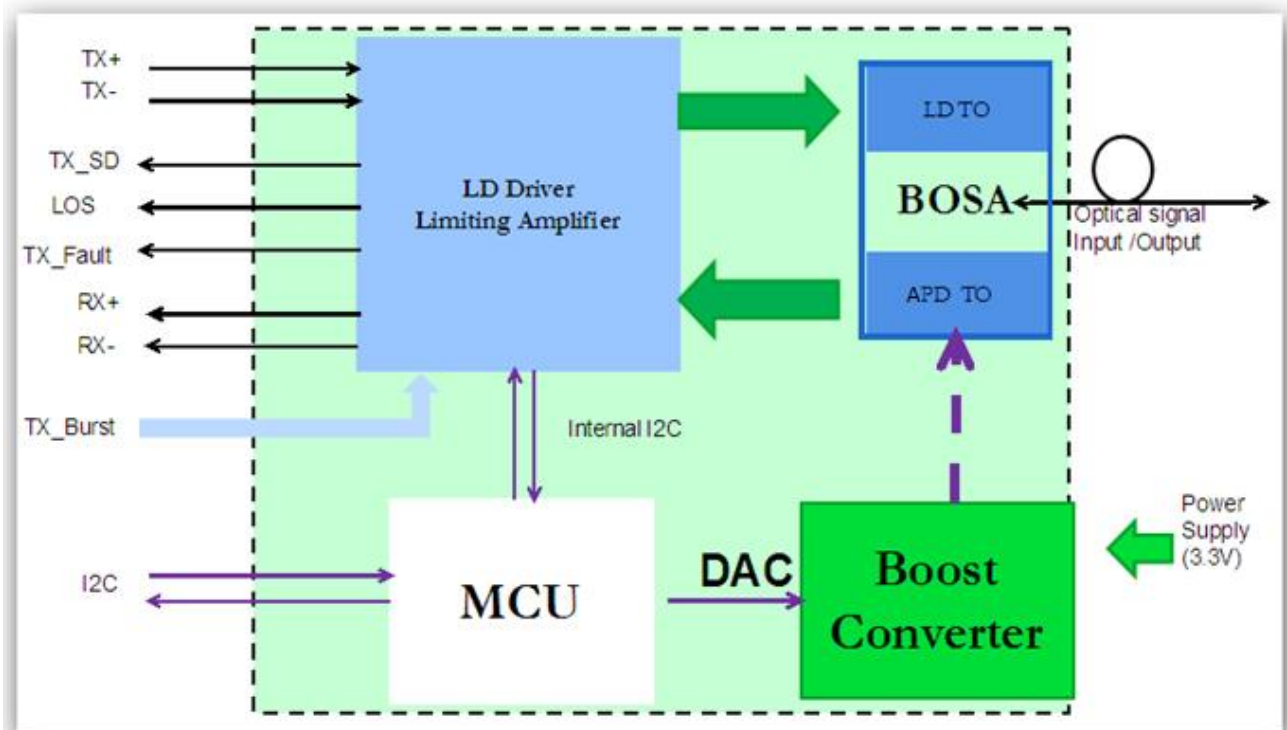 TX+
TX-
TX_SD
LOS
TX_Fault
RX+
RX-
TX_Burst
I2C
LD Driver
Limiting Amplifier
LD TO
BOSA
APD TO
Optical signal
Input /Output
Internal I2C
MCU
DAC
Boost
Converter
Power
Supply
(3.3V)